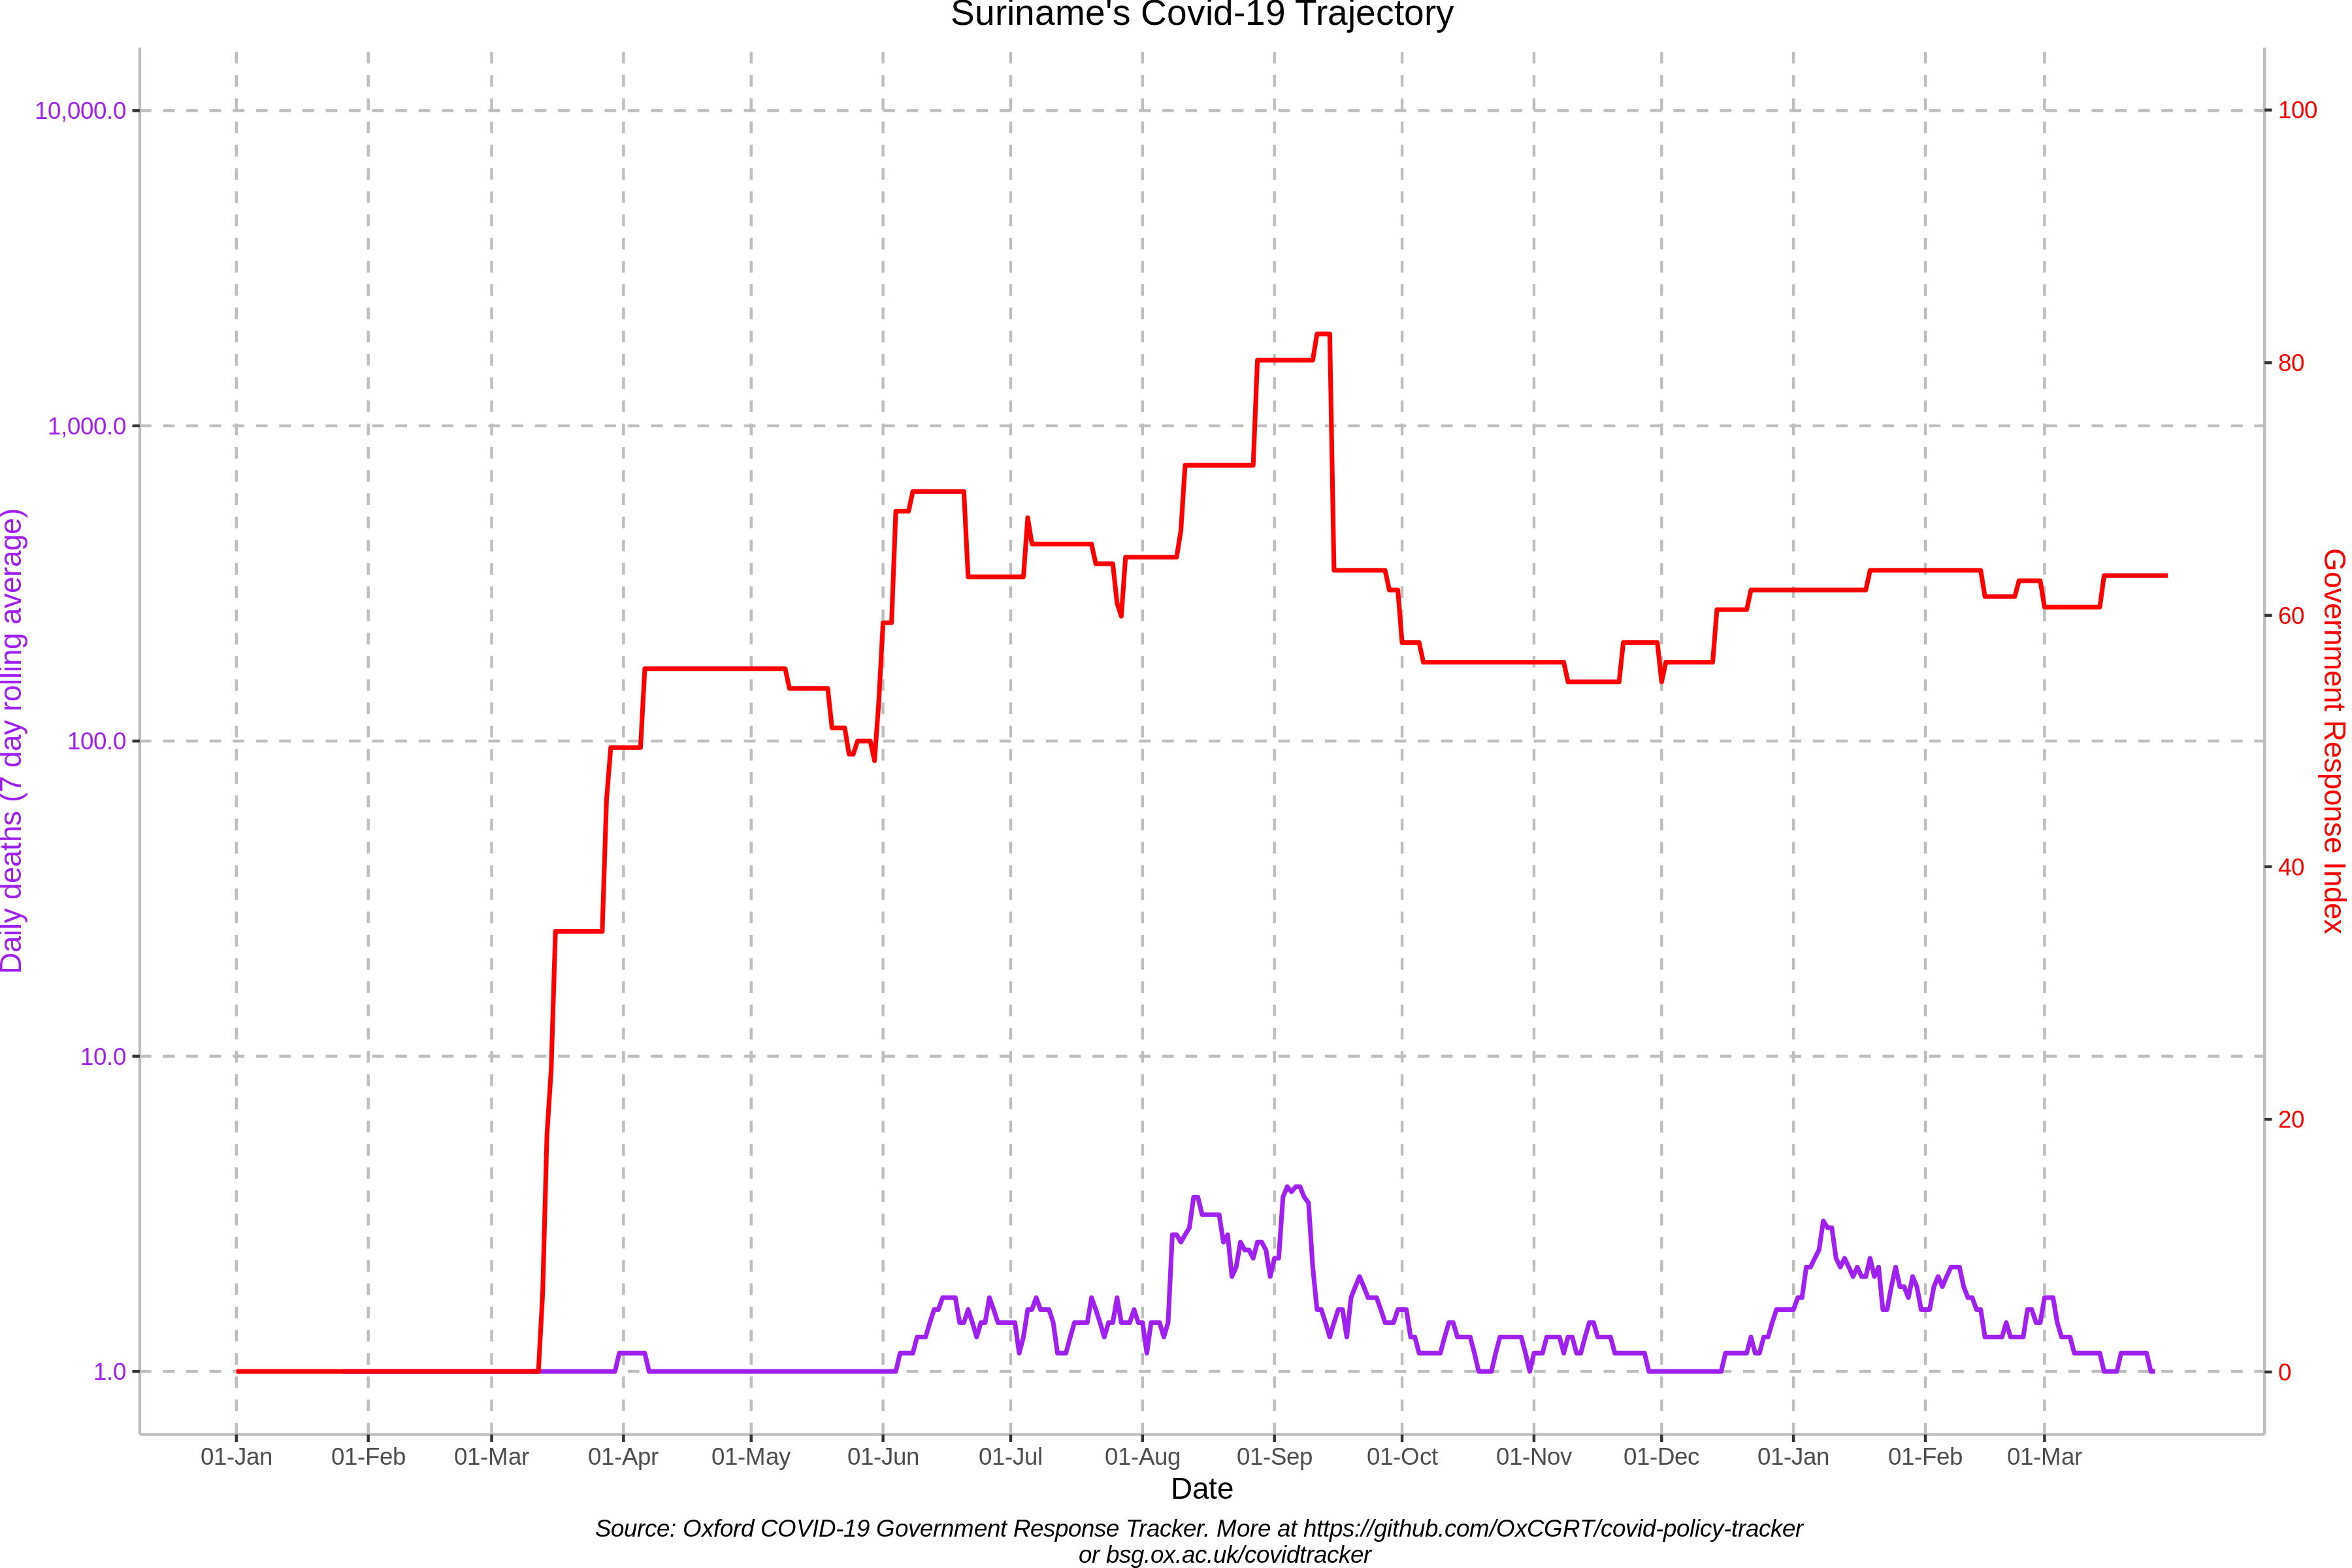 Suriname's Covid-19 Trajectory
10,000.0
1,000.0
100.0
10.0
1.0
Daily deaths (7 day rolling average)
100
80
60
40
20
0
Government Response Index
01-Jan 01-Feb 01-Mar 01-Apr 01-May 01-Jun 01-Jul 01-Aug 01-Sep 01-Oct 01-Nov 01-Dec 01-Jan 01-Feb 01-Mar
Date
Source: Oxford COVID-19 Government Response Tracker. More at https://github.com/OxCGRT/covid-policy-tracker
or bsg.ox.ac.uk/covidtracker